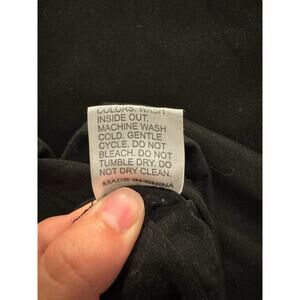 COLORS. WASH
INSIDE OUT.
MACHINE WASH
COLD. GENTLE
CYCLE. DO NOT
BLEACH. DO NOT
TUMBLE DRY. DO
NOT DRY CLEAN.
MADE IN CHINA